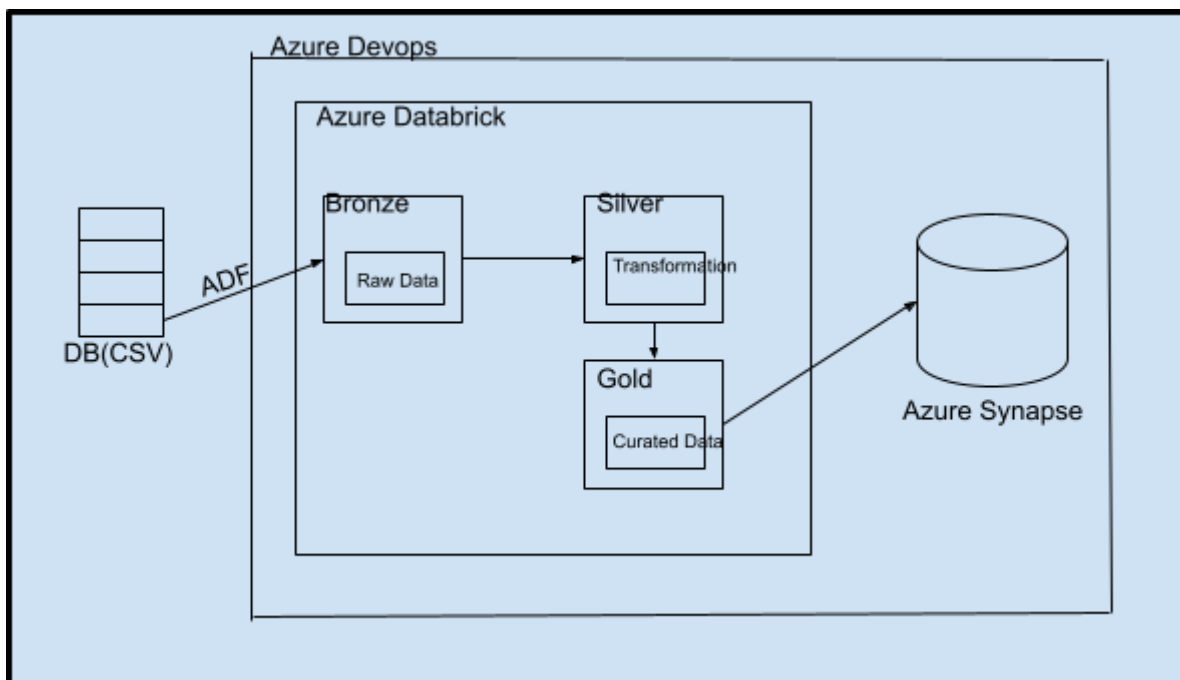 Azure Devops
Azure Databrick
Bronze
Silver
Raw Data
Transformation
ADF
DB(CSV)
Gold
Curated Data
Azure Synapse